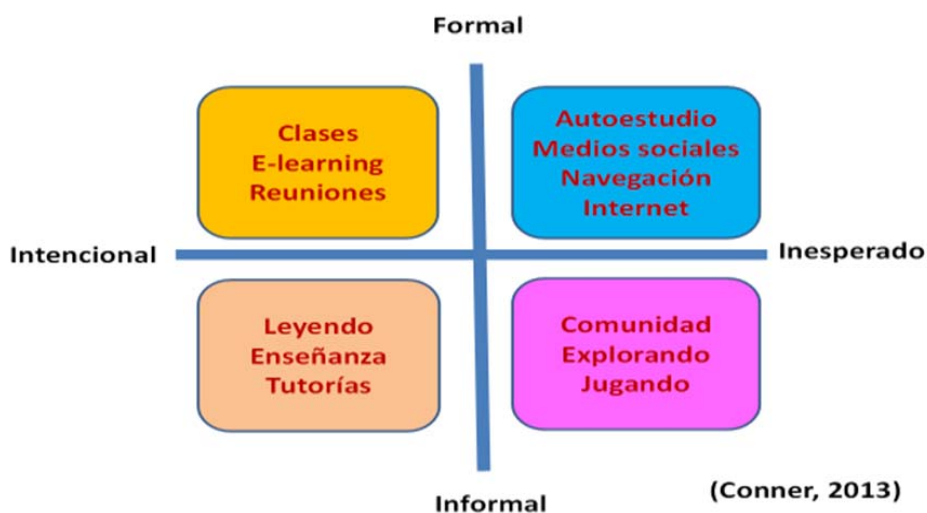 Formal
Clases
E-learning
Reuniones
Autoestudio
Medios sociales
Navegación
Internet
Intencional
Inesperado
Leyendo
Enseñanza
Tutorías
Comunidad
Explorando
Jugando
Informal
(Conner, 2013)